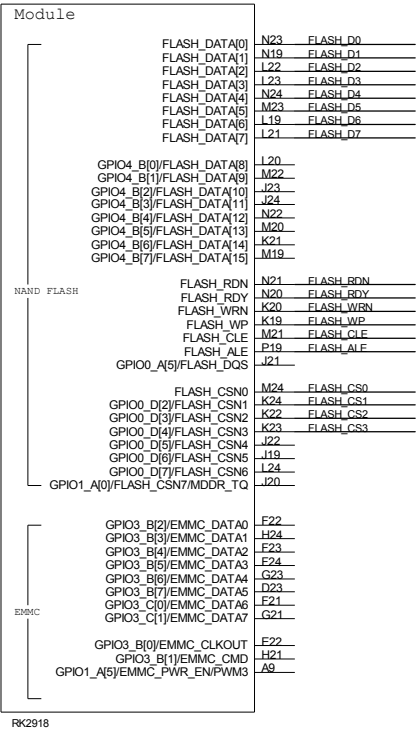 Module
FLASH_DATA[0] N23 FLASH_D0
FLASH_DATA[1] N19 FLASH_D1
FLASH_DATA[2] L22 FLASH_D2
FLASH_DATA[3] L23 FLASH_D3
FLASH_DATA[4] N24 FLASH_D4
FLASH_DATA[5] M23 FLASH_D5
FLASH_DATA[6] L19 FLASH_D6
FLASH_DATA[7] L21 FLASH_D7
GPIO4_B[0]/FLASH_DATA[8] L20
GPIO4_B[1]/FLASH_DATA[9] M22
GPIO4_B[2]/FLASH_DATA[10] J23
GPIO4_B[3]/FLASH_DATA[11] J24
GPIO4_B[4]/FLASH_DATA[12] N22
GPIO4_B[5]/FLASH_DATA[13] M20
GPIO4_B[6]/FLASH_DATA[14] K21
GPIO4_B[7]/FLASH_DATA[15] M19
NAND FLASH
FLASH_RDN N21 FLASH_RDN
FLASH_RDY N20 FLASH_RDY
FLASH_WRN K20 FLASH_WRN
FLASH_WP K19 FLASH_WP
FLASH_CLE M21 FLASH_CLE
FLASH_ALE P19 FLASH_ALE
GPIO0_A[5]/FLASH_DQS J21
FLASH_CSN0 M24 FLASH_CS0
GPIO0_D[2]/FLASH_CSN1 K24 FLASH_CS1
GPIO0_D[3]/FLASH_CSN2 K22 FLASH_CS2
GPIO0_D[4]/FLASH_CSN3 K23 FLASH_CS3
GPIO0_D[5]/FLASH_CSN4 J22
GPIO0_D[6]/FLASH_CSN5 J19
GPIO0_D[7]/FLASH_CSN6 L24
GPIO1_A[0]/FLASH_CSN7/MDDR_TQ J20
GPIO3_B[2]/EMMC_DATA0 F22
GPIO3_B[3]/EMMC_DATA1 H24
GPIO3_B[4]/EMMC_DATA2 F23
GPIO3_B[5]/EMMC_DATA3 F24
GPIO3_B[6]/EMMC_DATA4 G23
GPIO3_B[7]/EMMC_DATA5 D23
GPIO3_C[0]/EMMC_DATA6 F21
GPIO3_C[1]/EMMC_DATA7 G21
EMMC
GPIO3_B[0]/EMMC_CLKOUT
GPIO3_B[1]/EMMC_CMD H21
GPIO1_A[5]/EMMC_PWR_EN/PWM3 A9
RK2918